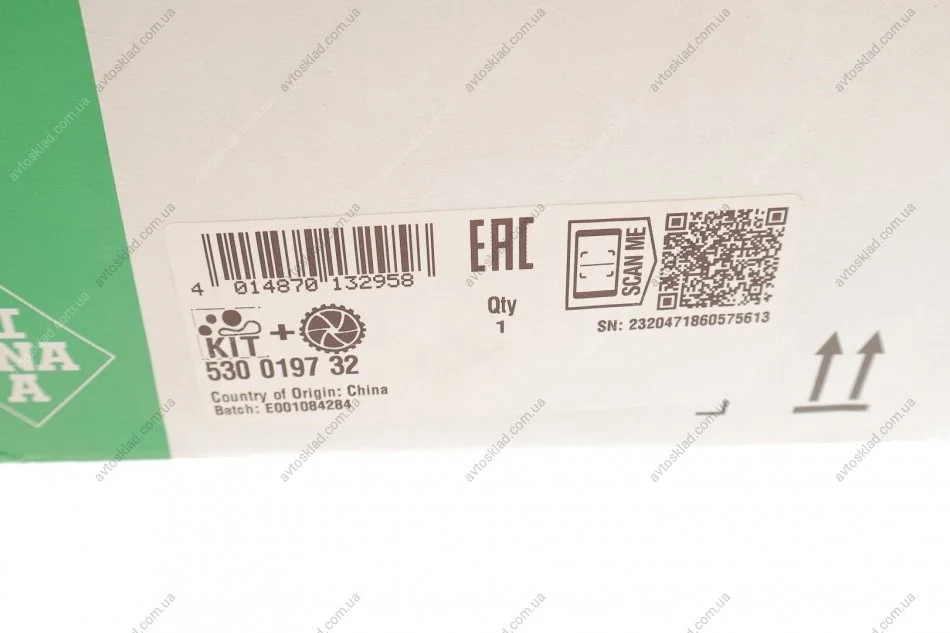 I
NA
A
4 014870 132958
EAC
SCAN ME
Qty
1
SN: 2320471860575613
KIT +
530 0197 32
Country of Origin: China
Batch: E001084284
avtosklad.com.ua